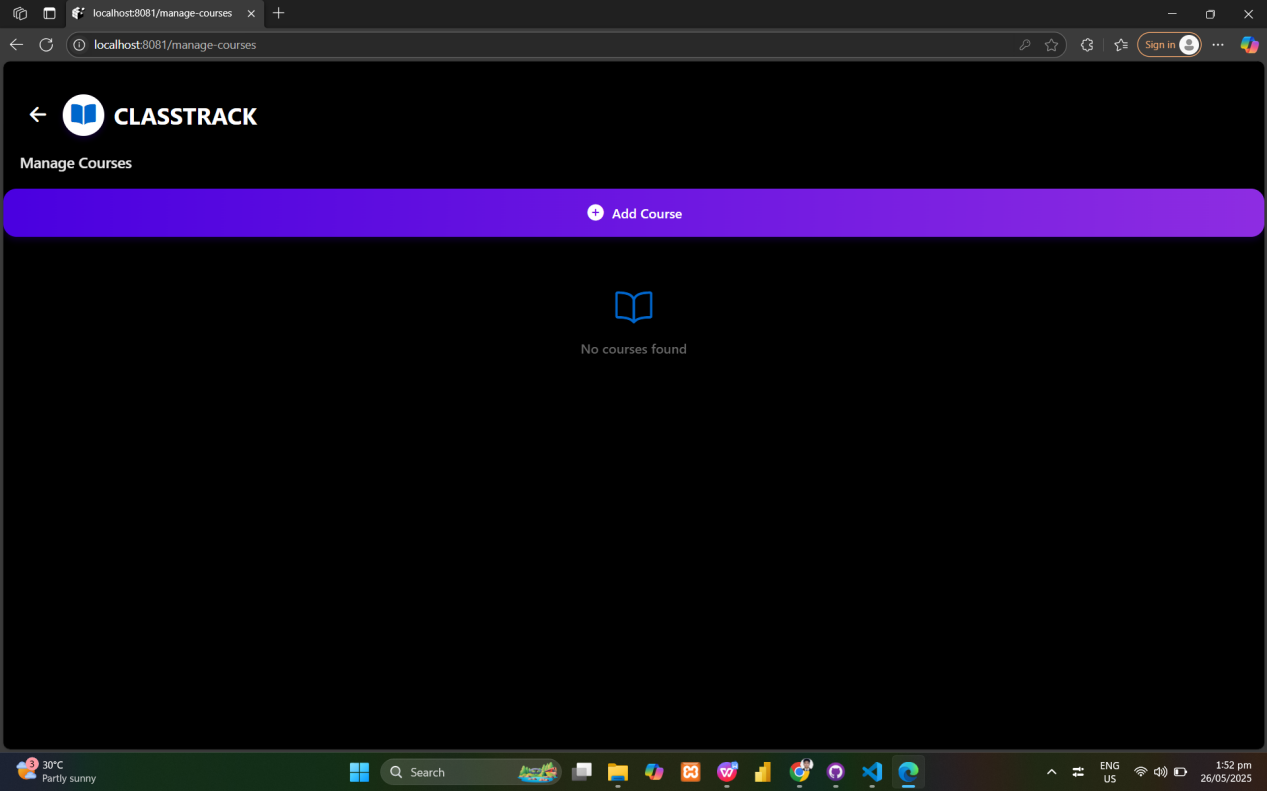 localhost:8081/manage-courses
localhost:8081/manage-courses
Sign in
CLASSTRACK
Manage Courses
Add Course
No courses found
3
30°C
Partly sunny
Search
ENG
US
1:52 pm
26/05/2025